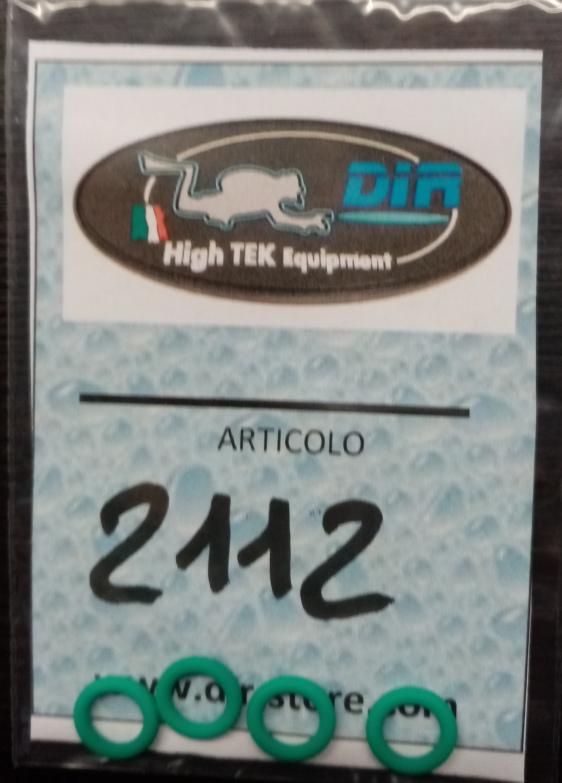 DiR
High TEK Equipment
ARTICOLO
2112